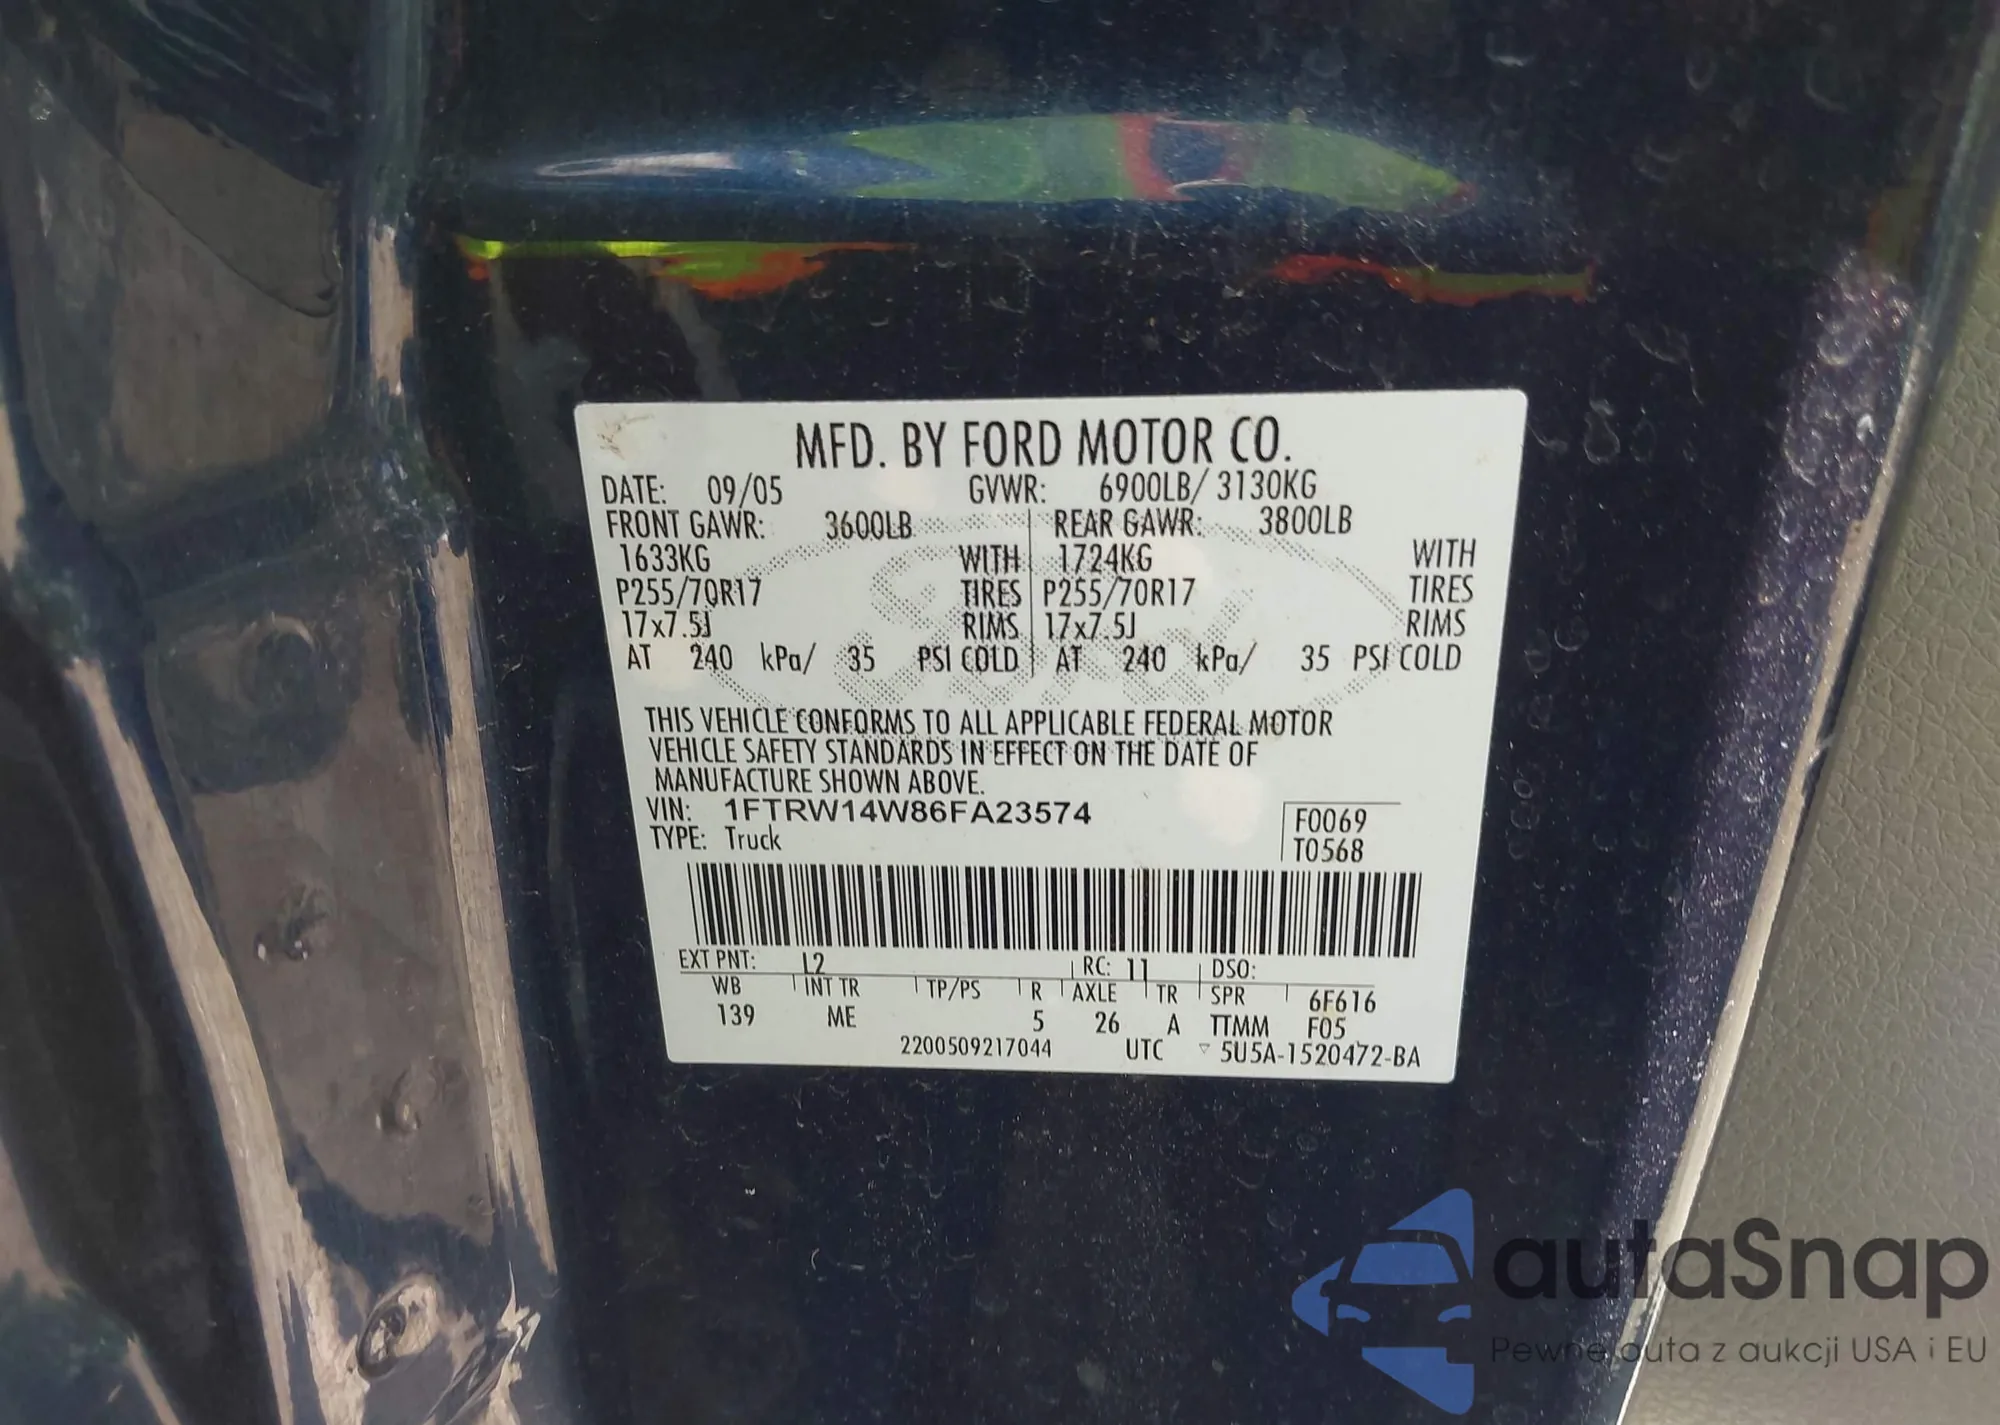 MFD. BY FORD MOTOR CO.
DATE: 09/05 GVWR: 6900LB/ 3130KG
FRONT GAWR: 3600LB REAR GAWR: 3800LB
1633KG WITH 1724KG WITH
P255/70R17 TIRES P255/70R17 TIRES
17x7.5J RIMS 17x7.5J RIMS
AT 240 kPa/ 35 PSI COLD AT 240 kPa/ 35 PSI COLD
THIS VEHICLE CONFORMS TO ALL APPLICABLE FEDERAL MOTOR
VEHICLE SAFETY STANDARDS IN EFFECT ON THE DATE OF
MANUFACTURE SHOWN ABOVE.
VIN: 1FTRW14W86FA23574 F0069
TYPE: Truck T0568
EXT PNT: L2 RC: 11 DSO:
WB INT TR TP/PS R AXLE TR SPR 6F616
139 ME 5 26 A TTMM F05
2200509217044 UTC ▽ 5U5A-1520472-BA
autaSnap
Pewne auta z aukcji USA i EU